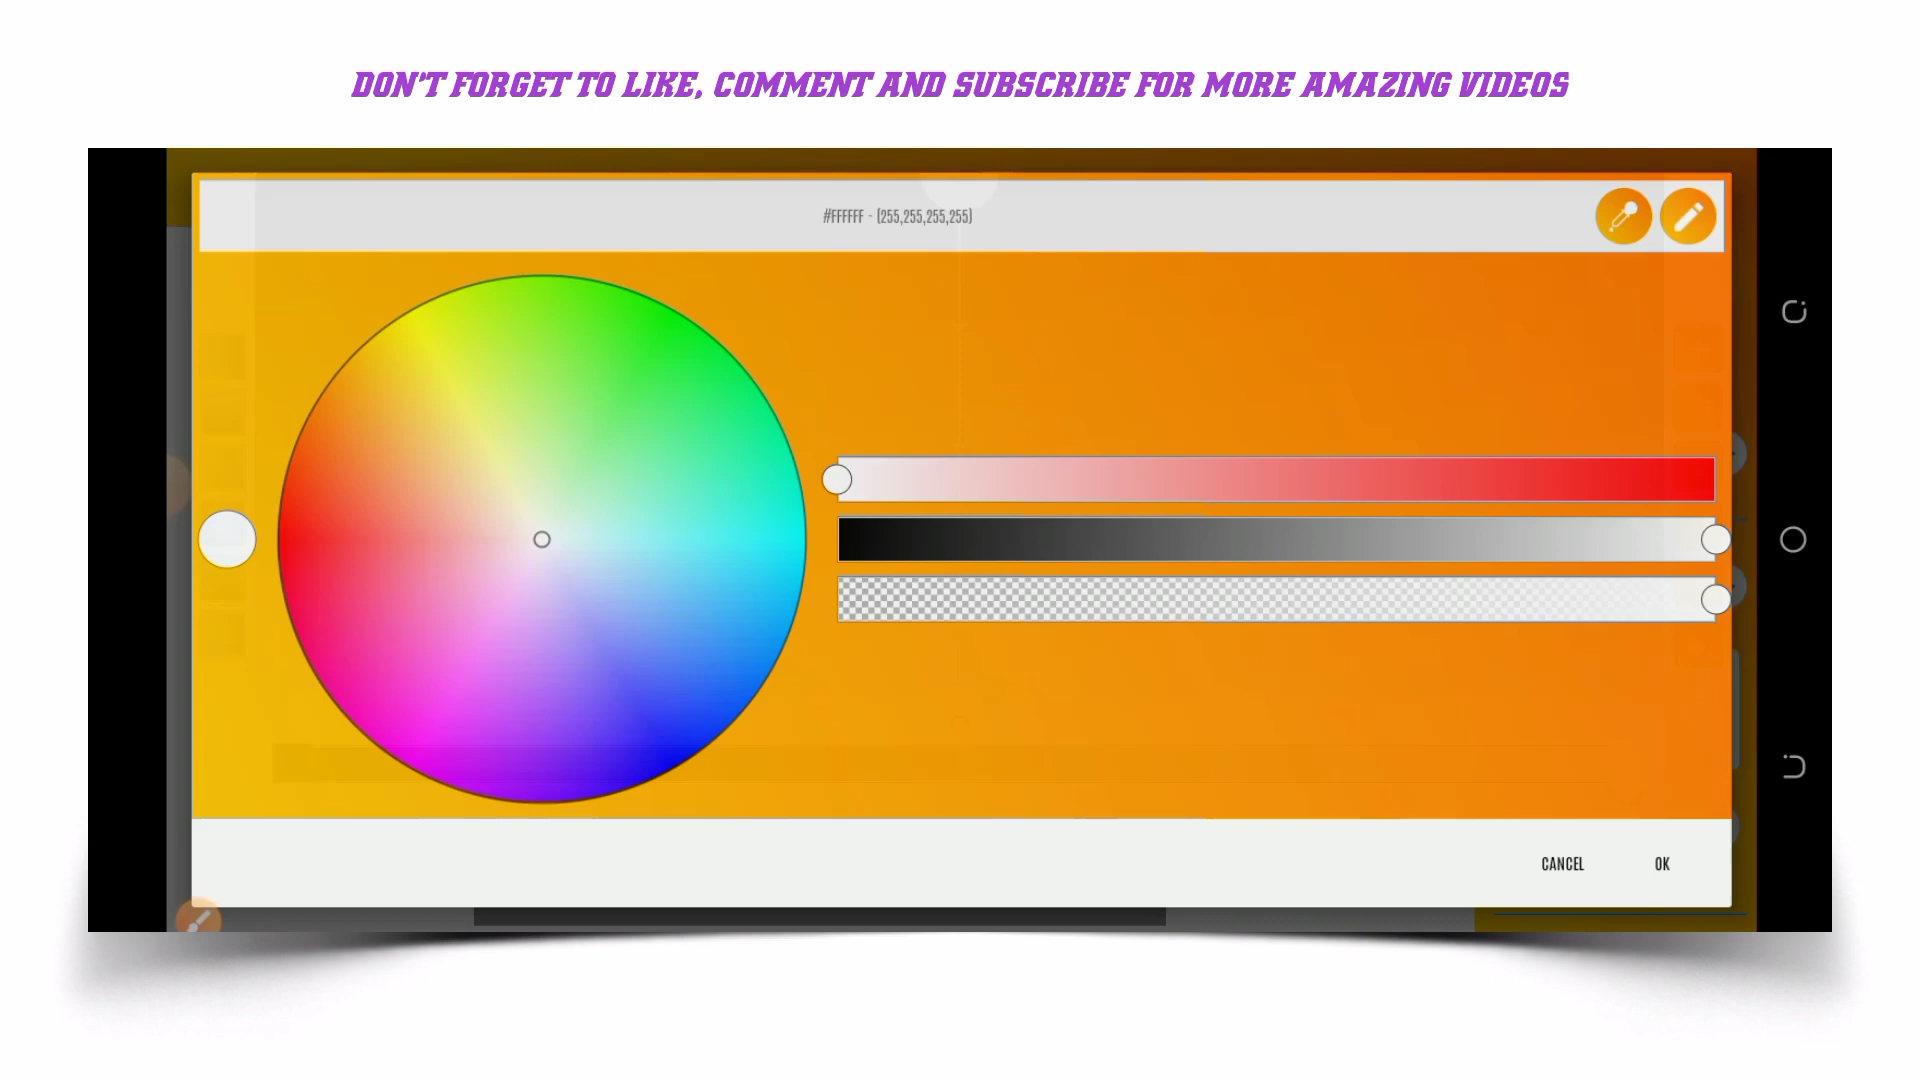 DON'T FORGET TO LIKE, COMMENT AND SUBSCRIBE FOR MORE AMAZING VIDEOS
#FFFFFF - (255,255,255,255)
CANCEL OK